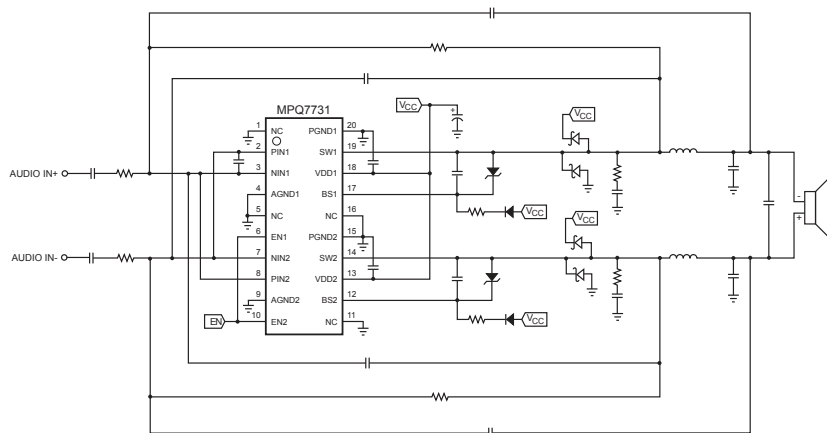 MPQ7731
VCC
VCC
1 NC PGND1 20
2 PIN1 SW1 19
AUDIO IN+ 3 NIN1 VDD1 18
4 AGND1 BS1 17
5 NC NC 16
VCC
6 EN1 PGND2 15
VCC
AUDIO IN- 7 NIN2 SW2 14
8 PIN2 VDD2 13
9 AGND2 BS2 12
EN 10 EN2 NC 11
VCC
-
+